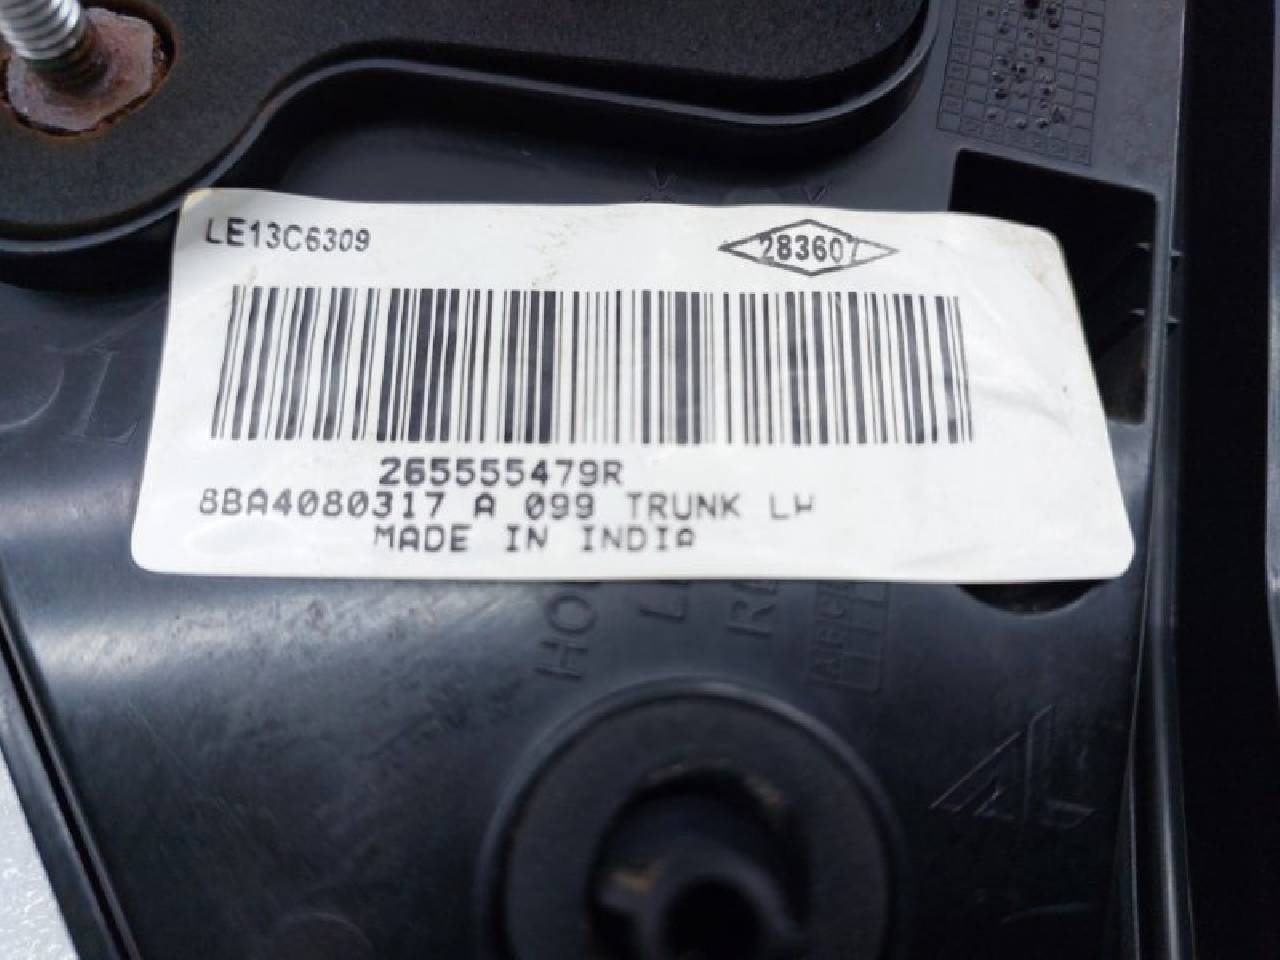 LE13C6309
283607
265555479R
8BA4080317 A 099 TRUNK LH
MADE IN INDIA
L